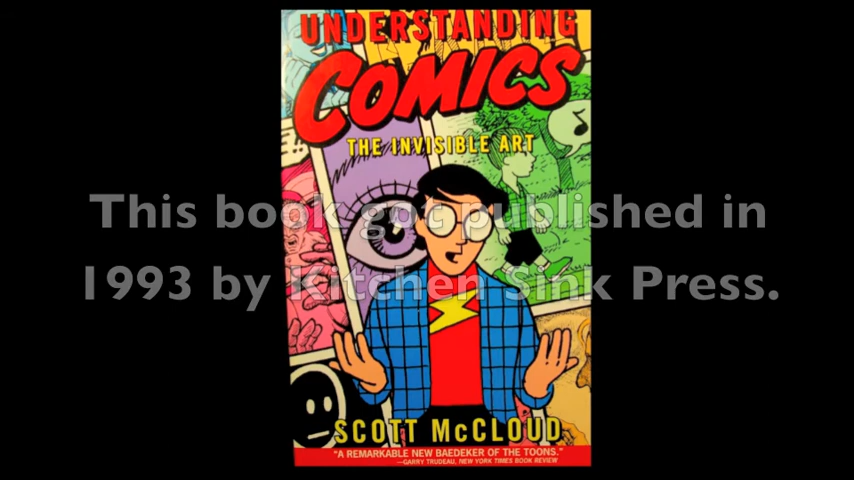 UNDERSTANDING
COMICS
THE INVISIBLE ART
This book got published in
1993 by Kitchen Sink Press.
SCOTT McCLOUD
"A REMARKABLE NEW BAEDEKER OF THE TOONS."
—GARRY TRUDEAU, NEW YORK TIMES BOOK REVIEW